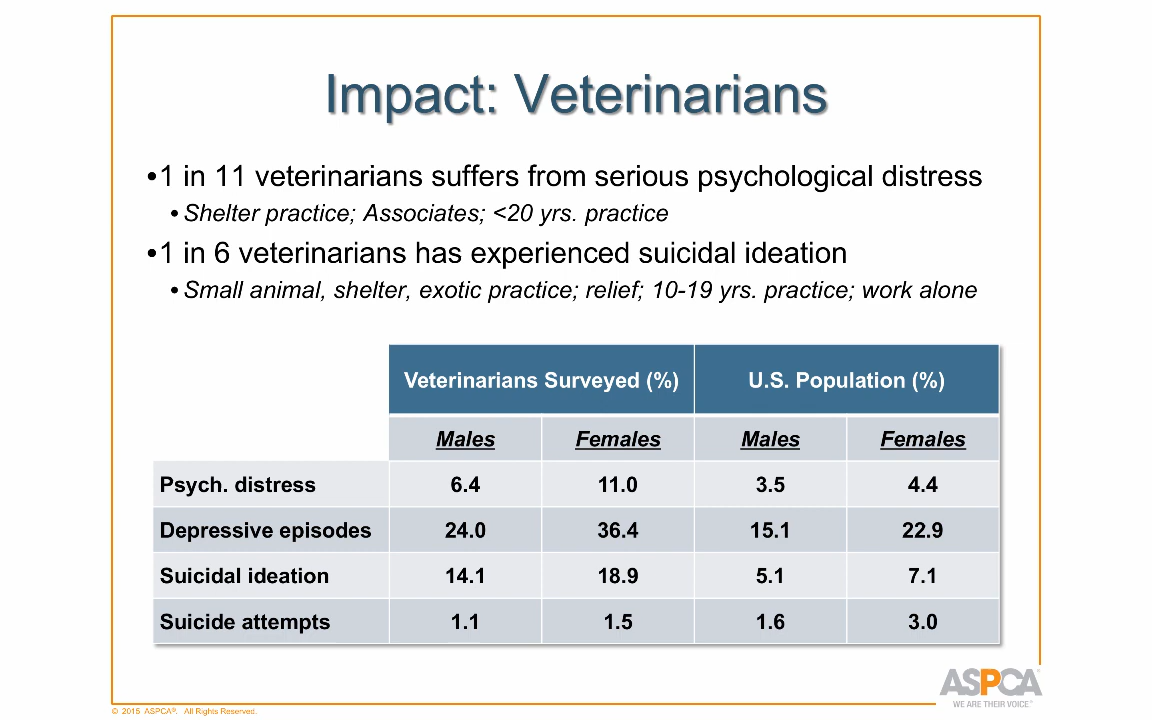 Impact: Veterinarians
•1 in 11 veterinarians suffers from serious psychological distress
• Shelter practice; Associates; <20 yrs. practice
•1 in 6 veterinarians has experienced suicidal ideation
• Small animal, shelter, exotic practice; relief; 10-19 yrs. practice; work alone
Veterinarians Surveyed (%) U.S. Population (%)
Males Females Males Females
Psych. distress 6.4 11.0 3.5 4.4
Depressive episodes 24.0 36.4 15.1 22.9
Suicidal ideation 14.1 18.9 5.1 7.1
Suicide attempts 1.1 1.5 1.6 3.0
ASPCA
WE ARE THEIR VOICE.
© 2015 ASPCA®. All Rights Reserved.